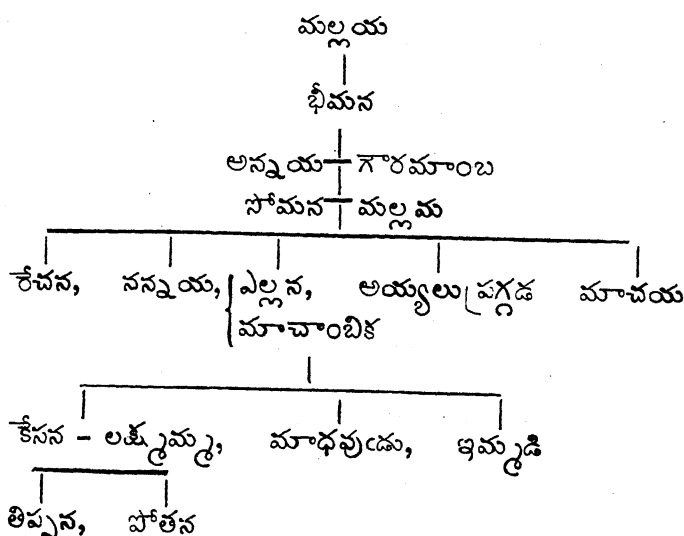 మల్లయ
భీమన
అన్నయ గౌరమాంబ
సోమన మల్లమ
రేచన, నన్నయ, ఎల్లన, అయ్యలు ప్రగ్గడ మాచయ
మాచాంబిక
కేసన - లక్ష్మమ్మ, మాధవుఁడు, ఇమ్మడి
తిప్పన, పోతన